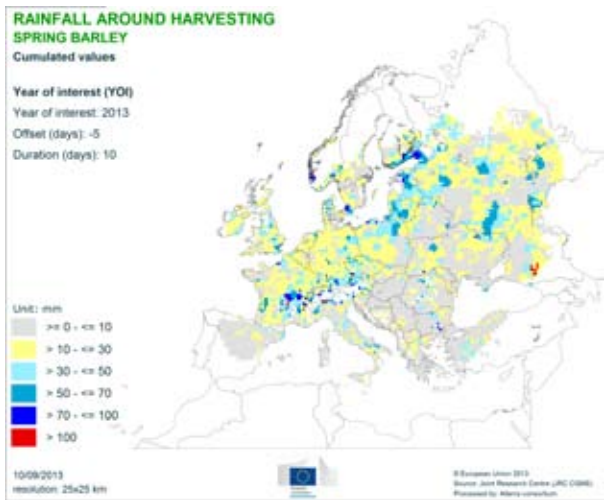 RAINFALL AROUND HARVESTING
SPRING BARLEY
Cumulated values
Year of interest (YOI)
Year of interest: 2013
Offset (days): -5
Duration (days): 10
Unit: mm
>= 0 - <= 10
> 10 - <= 30
> 30 - <= 50
> 50 - <= 70
> 70 - <= 100
> 100
10/09/2013
resolution: 25x25 km
© European Union 2013
Source: Joint Research Centre (JRC CGMS)
Processed by: Alterra consortium